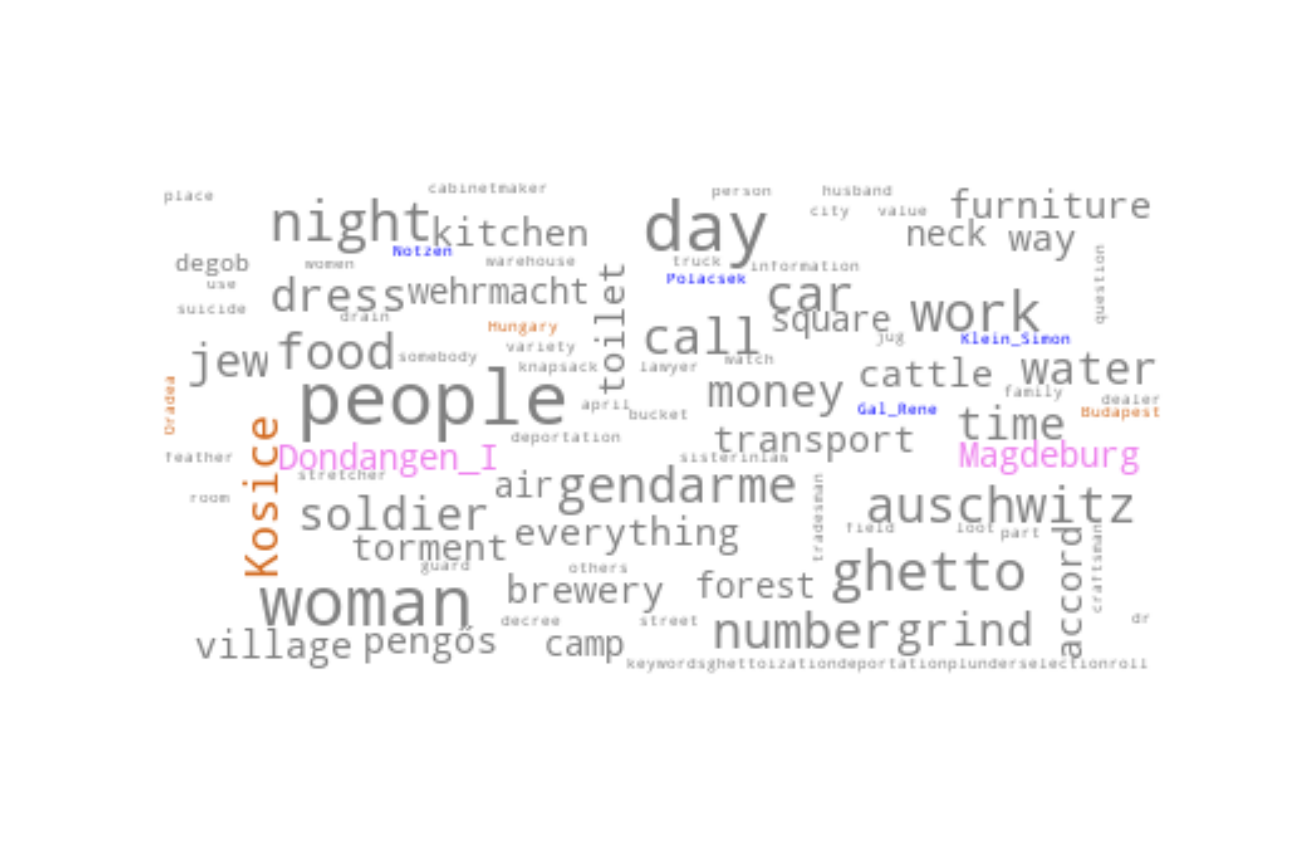 place
cabinetmaker
person
husband
night
kitchen
day
city
value
furniture
neck
way
Notzen
degob
women
warehouse
truck
information
question
use
Polacsek
dress
wehrmacht
toilet
car
work
suicide
drain
Hungary
square
call
jug
Klein_Simon
jew
food
somebody
variety
knapsack
lawyer
watch
money
cattle
water
family
dealer
Oradea
people
april
bucket
Gal_Rene
time
Budapest
Kosice
deportation
transport
feather
Dondangen_I
sisterinlaw
Magdeburg
stretcher
room
air
gendarme
tradesman
auschwitz
soldier
everything
field
loot
part
accord
craftsman
torment
guard
others
woman
brewery
forest
ghetto
decree
street
dr
village
pengős
camp
number
grind
keywordsghettoizationdeportationplunderselectionroll